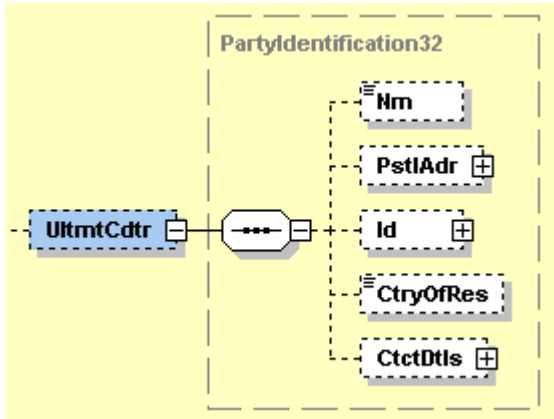 PartyIdentification32
Nm
PstlAdr
UltmtCdtr
Id
CtryOfRes
CtctDtls